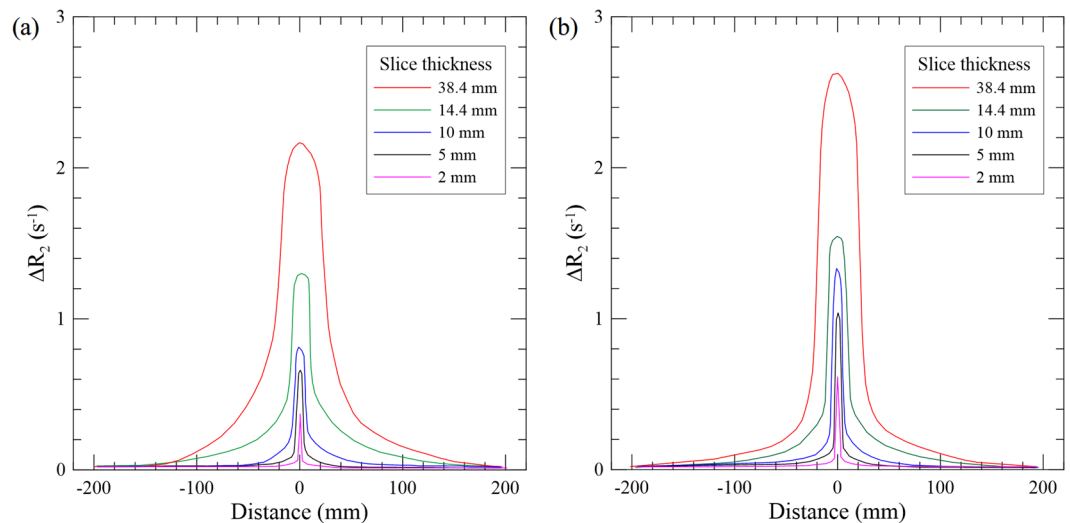 (a)
3
2
1
0
ΔR₂ (s⁻¹)
Slice thickness
38.4 mm
14.4 mm
10 mm
5 mm
2 mm
-200
-100
0
100
200
Distance (mm)
(b)
3
2
1
0
ΔR₂ (s⁻¹)
Slice thickness
38.4 mm
14.4 mm
10 mm
5 mm
2 mm
-200
-100
0
100
200
Distance (mm)